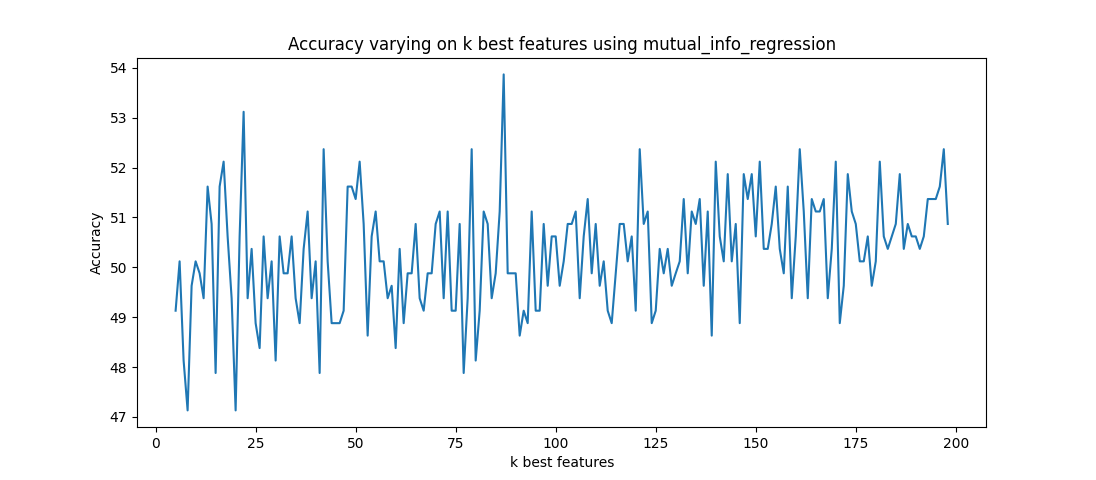 Accuracy varying on k best features using mutual_info_regression
54
53
52
51
50
49
48
47
Accuracy
0 25 50 75 100 125 150 175 200
k best features